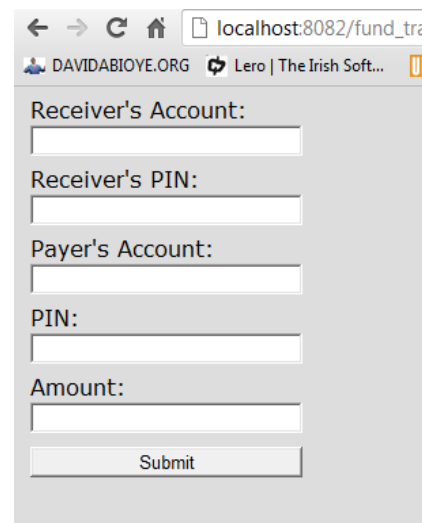 localhost:8082/fund_tra
DAVIDABIOYE.ORG Lero | The Irish Soft...
Receiver's Account:
Receiver's PIN:
Payer's Account:
PIN:
Amount:
Submit